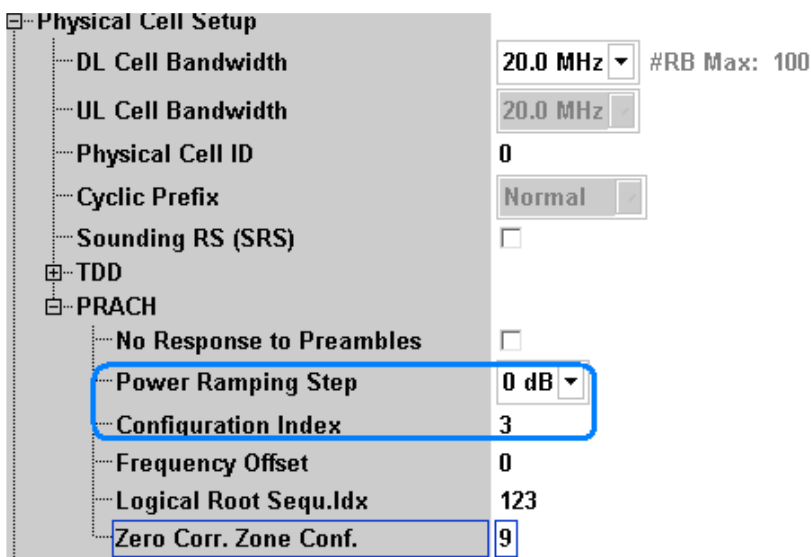 Physical Cell Setup
DL Cell Bandwidth 20.0 MHz #RB Max: 100
UL Cell Bandwidth 20.0 MHz
Physical Cell ID 0
Cyclic Prefix Normal
Sounding RS (SRS)
TDD
PRACH
No Response to Preambles
Power Ramping Step 0 dB
Configuration Index 3
Frequency Offset 0
Logical Root Sequ.Idx 123
Zero Corr. Zone Conf. 9